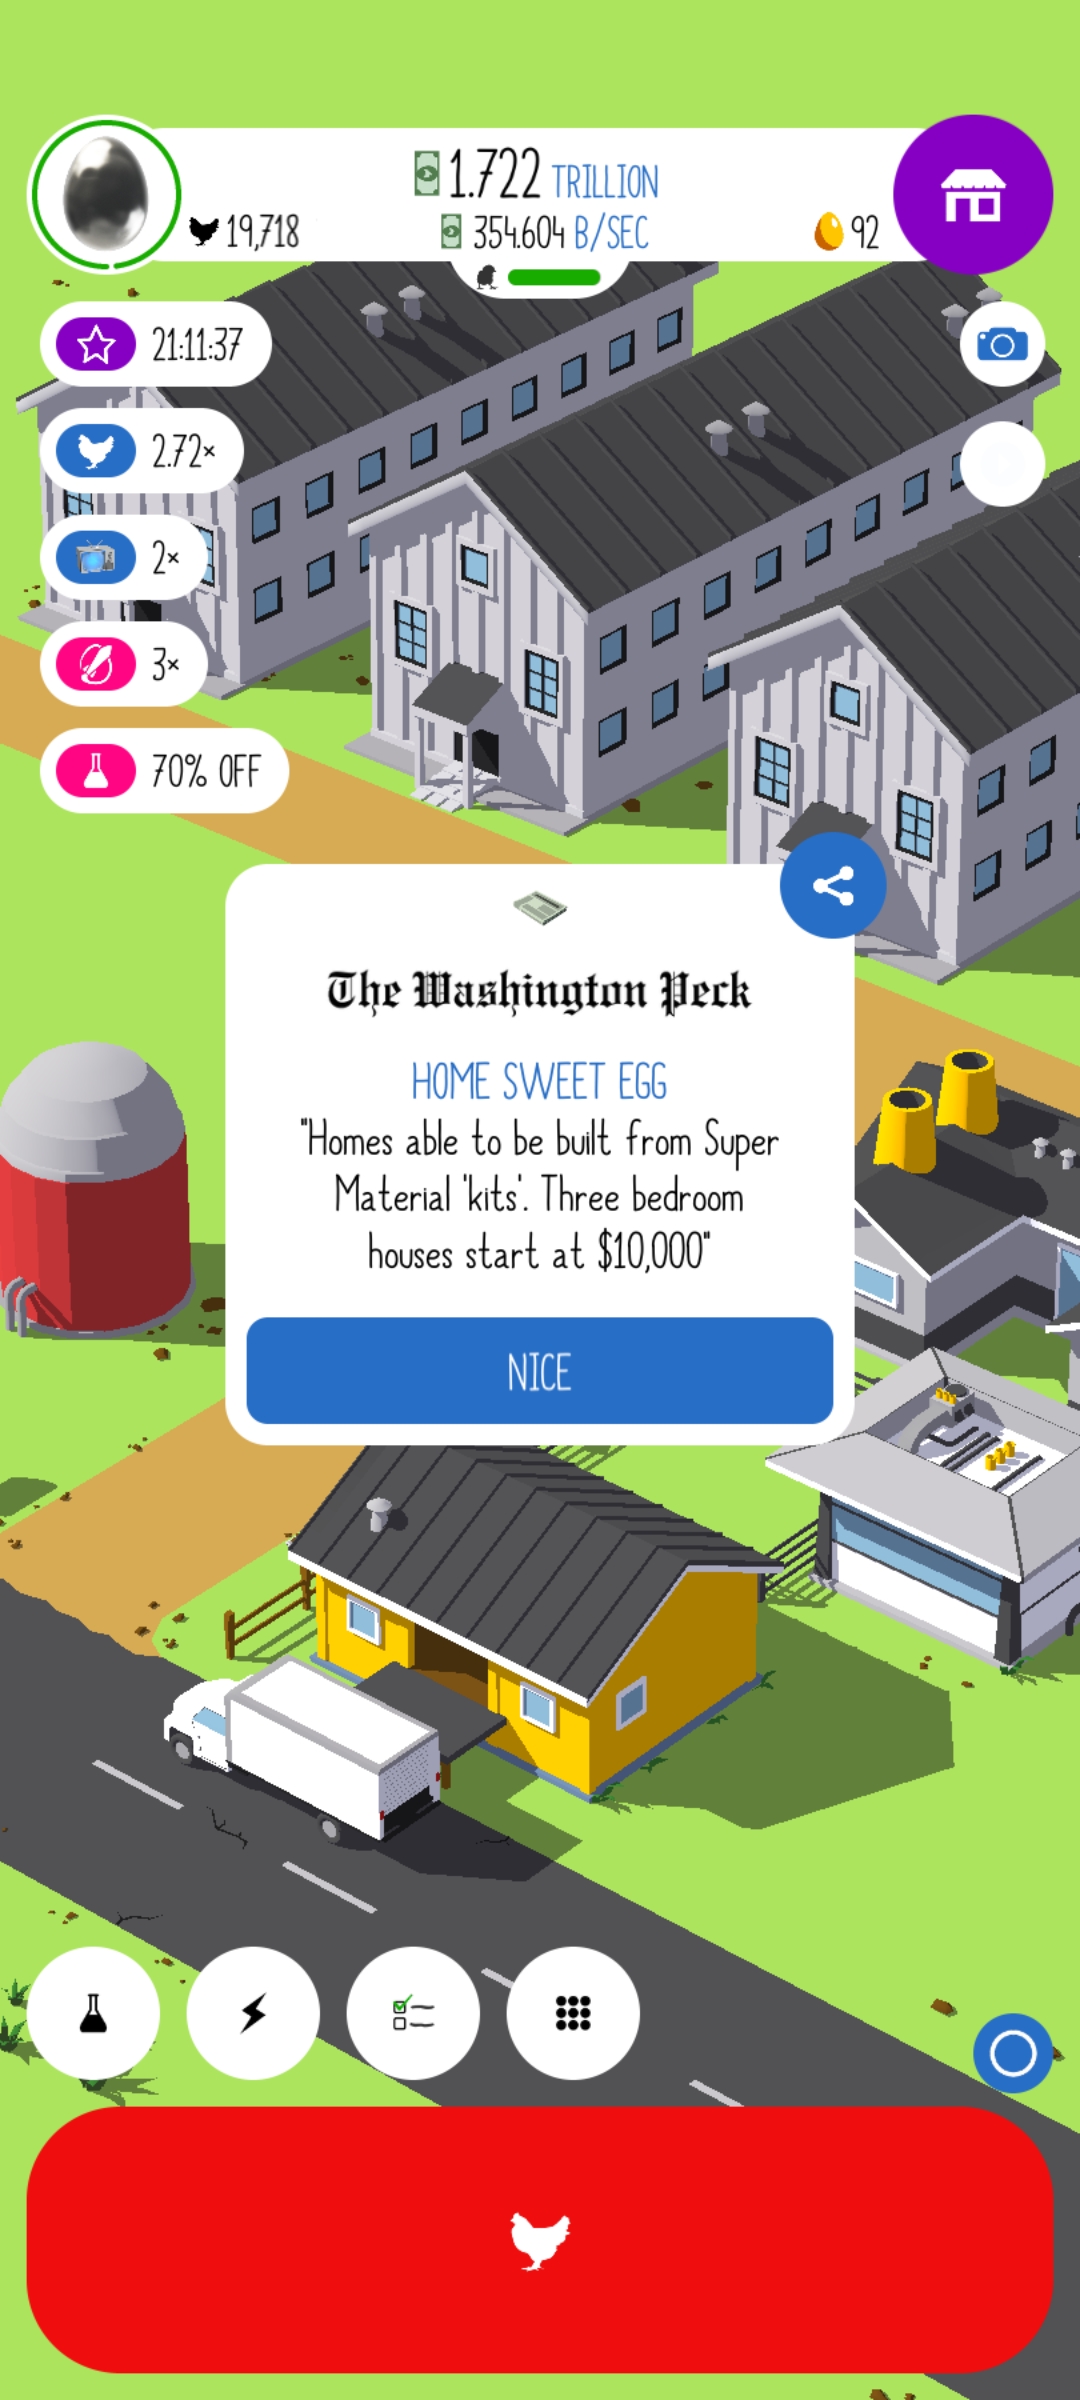 1.722 TRILLION
19,718
354.604 B/SEC
92
21:11:37
2.72×
2×
3×
70% OFF
The Washington Peck
HOME SWEET EGG
"Homes able to be built from Super
Material 'kits'. Three bedroom
houses start at $10,000"
NICE